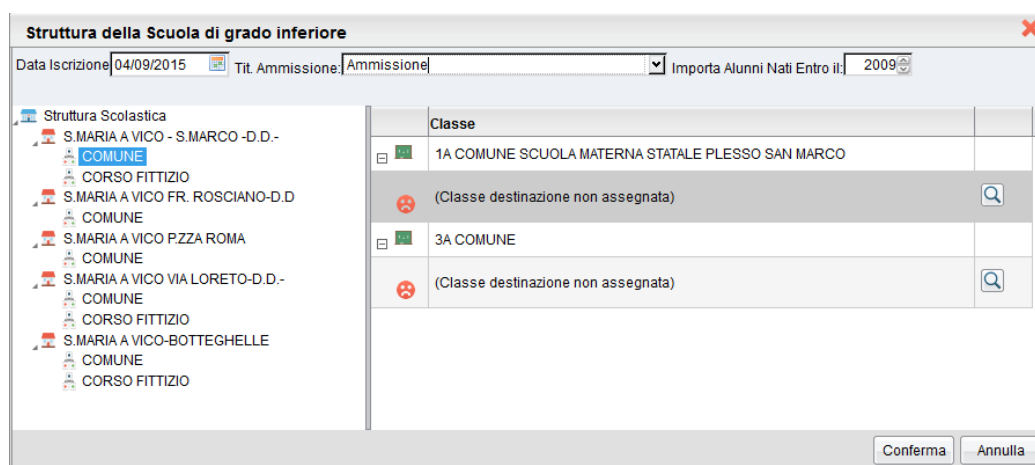 Struttura della Scuola di grado inferiore
Data Iscrizione 04/09/2015 Tit. Ammissione: Ammissione Importa Alunni Nati Entro il: 2009
Struttura Scolastica
S.MARIA A VICO - S.MARCO -D.D.-
COMUNE
CORSO FITTIZIO
S.MARIA A VICO FR. ROSCIANO-D.D
COMUNE
S.MARIA A VICO P.ZZA ROMA
COMUNE
S.MARIA A VICO VIA LORETO-D.D.-
COMUNE
CORSO FITTIZIO
S.MARIA A VICO-BOTTEGHELLE
COMUNE
CORSO FITTIZIO
Classe
1A COMUNE SCUOLA MATERNA STATALE PLESSO SAN MARCO
(Classe destinazione non assegnata)
3A COMUNE
(Classe destinazione non assegnata)
Conferma Annulla